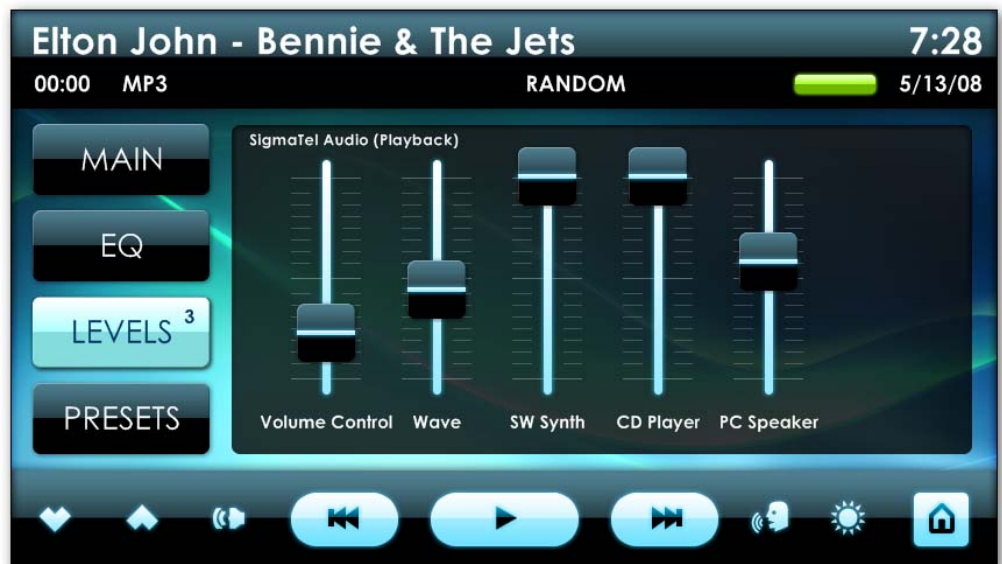 Elton John - Bennie & The Jets 7:28
00:00 MP3 RANDOM 5/13/08
MAIN
EQ
LEVELS 3
PRESETS
SigmaTel Audio (Playback)
Volume Control Wave SW Synth CD Player PC Speaker